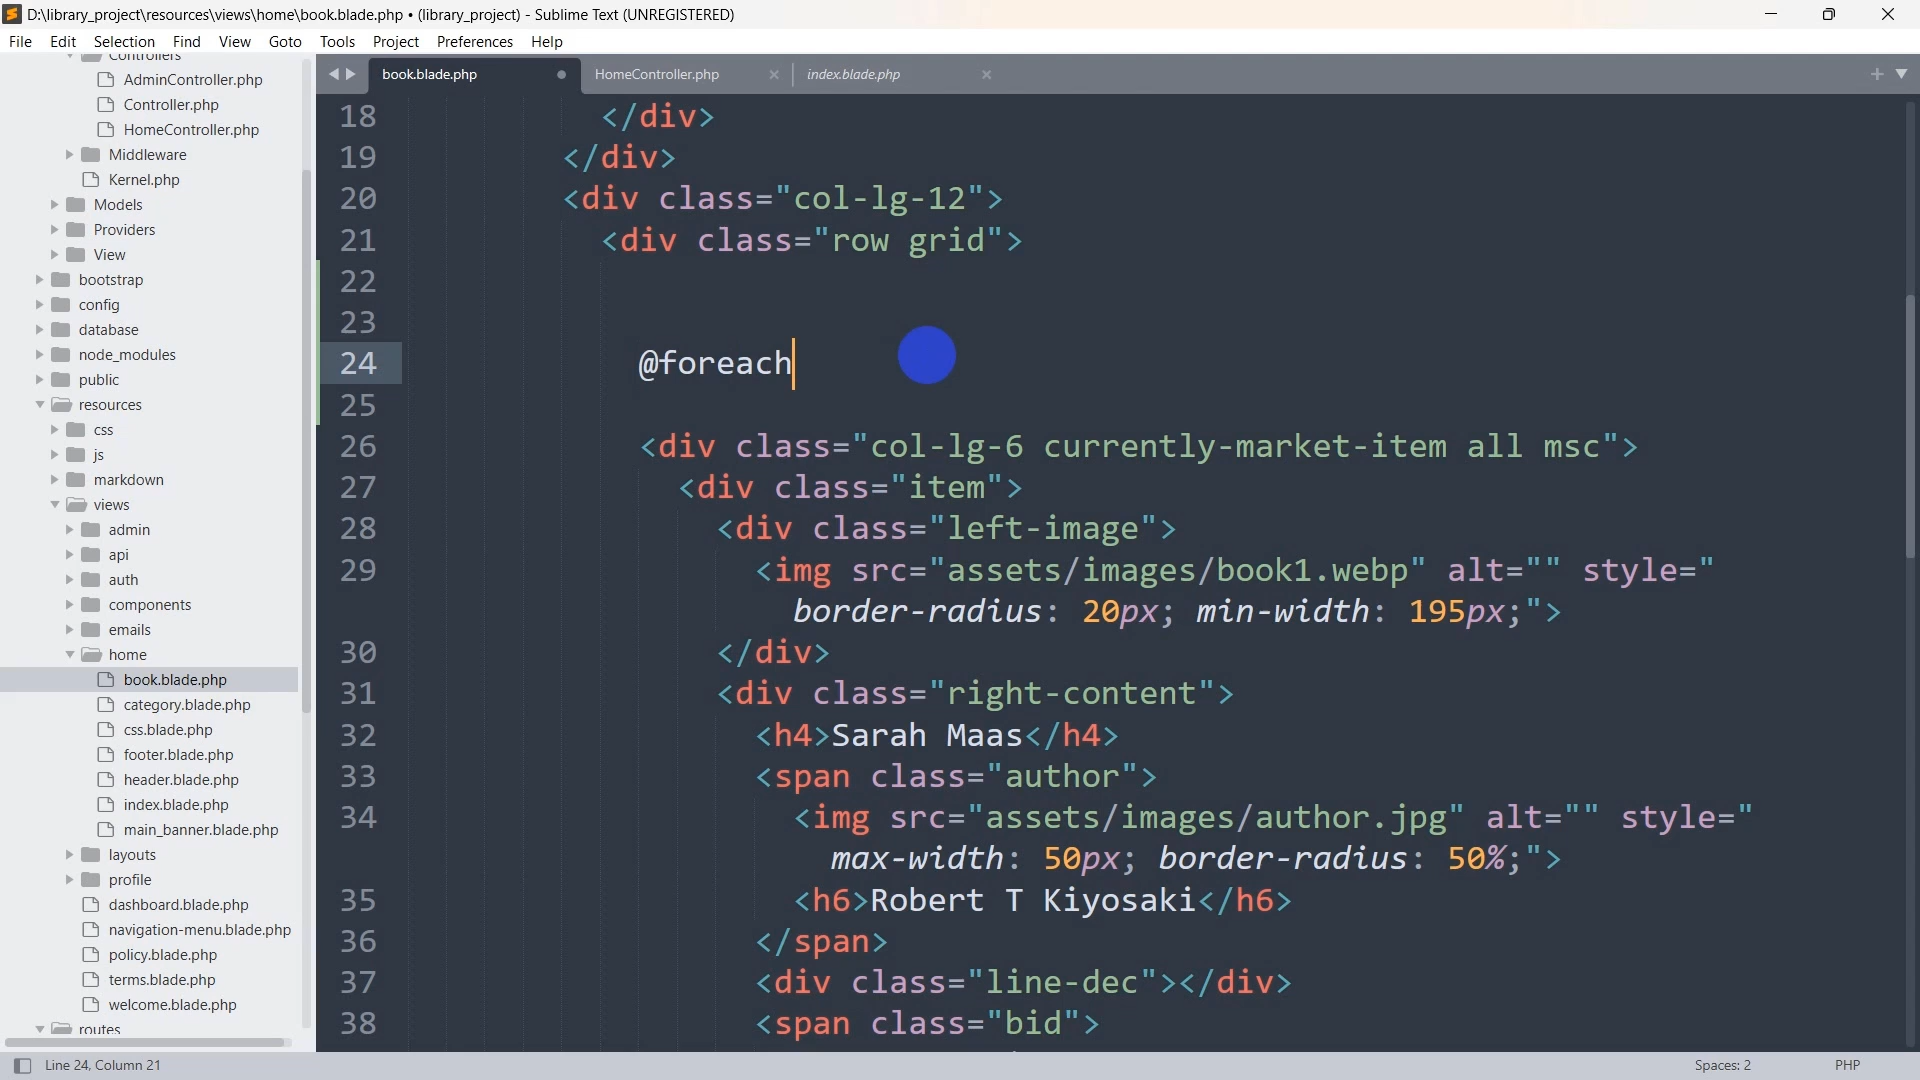 D:\library_project\resources\views\home\book.blade.php • (library_project) - Sublime Text (UNREGISTERED)
File Edit Selection Find View Goto Tools Project Preferences Help
Controllers
AdminController.php
Controller.php
HomeController.php
Middleware
Kernel.php
Models
Providers
View
bootstrap
config
database
node_modules
public
resources
css
js
markdown
views
admin
api
auth
components
emails
home
book.blade.php
category.blade.php
css.blade.php
footer.blade.php
header.blade.php
index.blade.php
main_banner.blade.php
layouts
profile
dashboard.blade.php
navigation-menu.blade.php
policy.blade.php
terms.blade.php
welcome.blade.php
routes
book.blade.php HomeController.php index.blade.php
18 </div>
19 </div>
20 <div class="col-lg-12">
21 <div class="row grid">
22
23
24 @foreach
25
26 <div class="col-lg-6 currently-market-item all msc">
27 <div class="item">
28 <div class="left-image">
29 <img src="assets/images/book1.webp" alt="" style="
border-radius: 20px; min-width: 195px;">
30 </div>
31 <div class="right-content">
32 <h4>Sarah Maas</h4>
33 <span class="author">
34 <img src="assets/images/author.jpg" alt="" style="
max-width: 50px; border-radius: 50%;">
35 <h6>Robert T Kiyosaki</h6>
36 </span>
37 <div class="line-dec"></div>
38 <span class="bid">
Line 24, Column 21 Spaces: 2 PHP